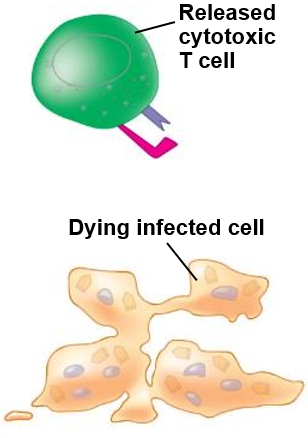 Released
cytotoxic
T cell
Dying infected cell